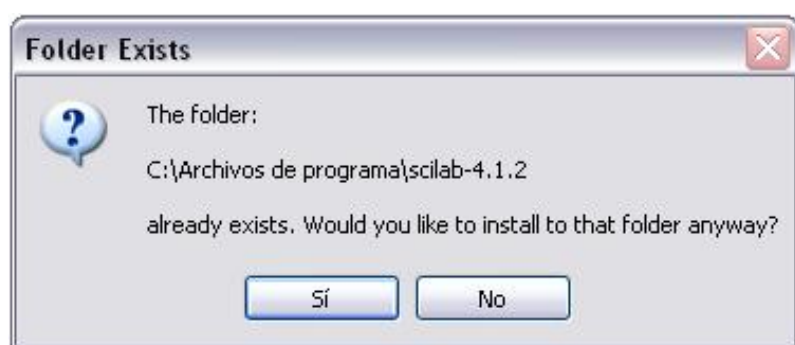 Folder Exists
The folder:
C:\Archivos de programa\scilab-4.1.2
already exists. Would you like to install to that folder anyway?
Sí
No